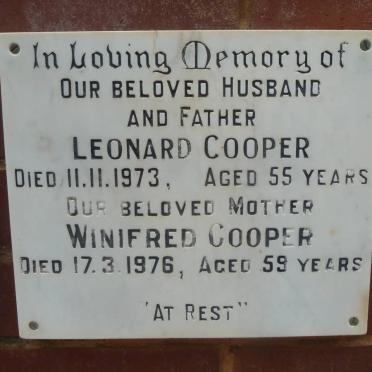 In Loving Memory of
OUR BELOVED HUSBAND
AND FATHER
LEONARD COOPER
DIED 11.11.1973, AGED 55 YEARS
OUR BELOVED MOTHER
WINIFRED COOPER
DIED 17.3.1976, AGED 59 YEARS
"AT REST"